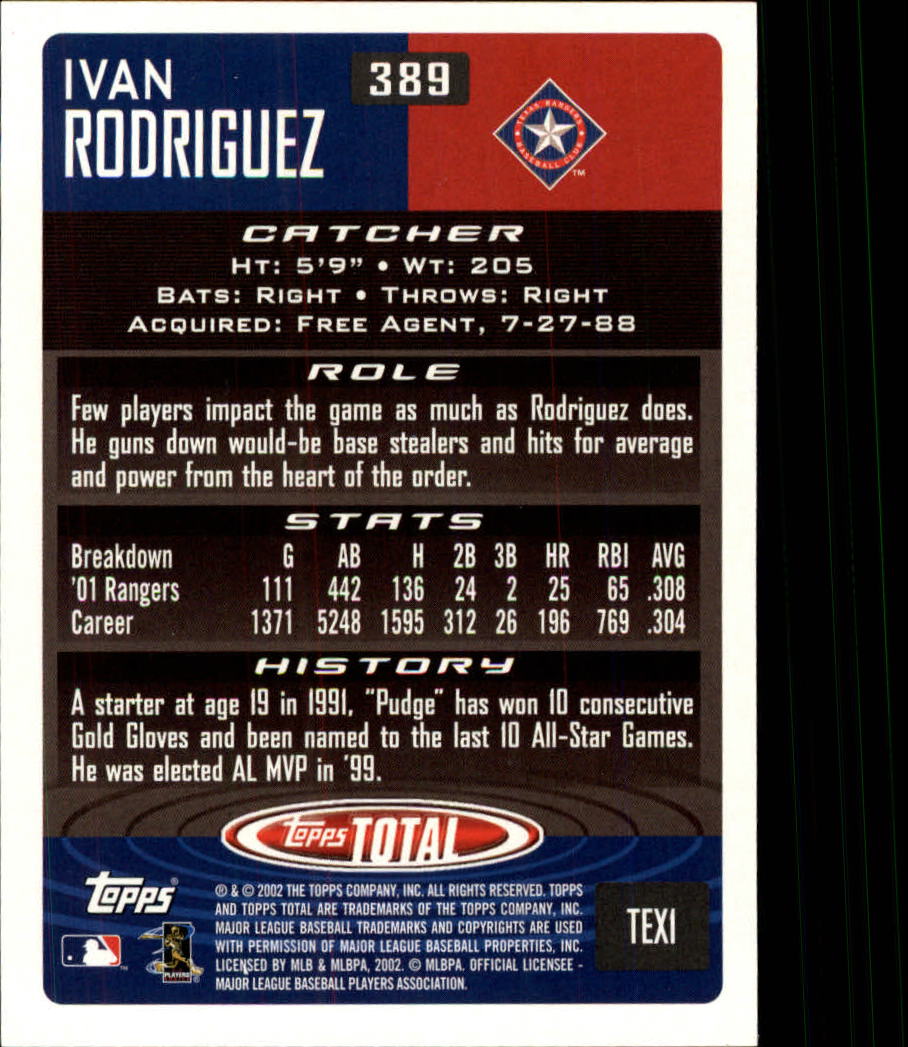 IVAN
RODRIGUEZ
389
TEXAS RANGERS
BASEBALL CLUB
TM
CATCHER
HT: 5'9" • WT: 205
BATS: RIGHT • THROWS: RIGHT
ACQUIRED: FREE AGENT, 7-27-88
ROLE
Few players impact the game as much as Rodriguez does.
He guns down would-be base stealers and hits for average
and power from the heart of the order.
STATS
Breakdown G AB H 2B 3B HR RBI AVG
'01 Rangers 111 442 136 24 2 25 65 .308
Career 1371 5248 1595 312 26 196 769 .304
HISTORY
A starter at age 19 in 1991, "Pudge" has won 10 consecutive
Gold Gloves and been named to the last 10 All-Star Games.
He was elected AL MVP in '99.
Topps TOTAL
Topps®
® & © 2002 THE TOPPS COMPANY, INC. ALL RIGHTS RESERVED. TOPPS
AND TOPPS TOTAL ARE TRADEMARKS OF THE TOPPS COMPANY, INC.
MAJOR LEAGUE BASEBALL TRADEMARKS AND COPYRIGHTS ARE USED
WITH PERMISSION OF MAJOR LEAGUE BASEBALL PROPERTIES, INC.
LICENSED BY MLB & MLBPA, 2002. © MLBPA. OFFICIAL LICENSEE -
MAJOR LEAGUE BASEBALL PLAYERS ASSOCIATION.
TEX1
TM
PLAYERS
®